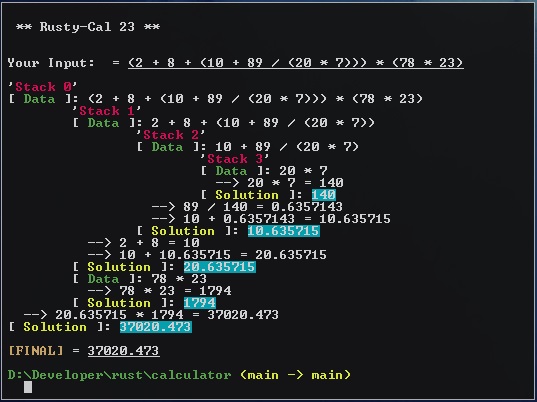 ** Rusty-Cal 23 **
Your Input:  = (2 + 8 + (10 + 89 / (20 * 7))) * (78 * 23)
'Stack 0'
[ Data ]: (2 + 8 + (10 + 89 / (20 * 7))) * (78 * 23)
'Stack 1'
[ Data ]: 2 + 8 + (10 + 89 / (20 * 7))
'Stack 2'
[ Data ]: 10 + 89 / (20 * 7)
'Stack 3'
[ Data ]: 20 * 7
--> 20 * 7 = 140
[ Solution ]: 140
--> 89 / 140 = 0.6357143
--> 10 + 0.6357143 = 10.635715
[ Solution ]: 10.635715
--> 2 + 8 = 10
--> 10 + 10.635715 = 20.635715
[ Solution ]: 20.635715
[ Data ]: 78 * 23
--> 78 * 23 = 1794
[ Solution ]: 1794
--> 20.635715 * 1794 = 37020.473
[ Solution ]: 37020.473
[FINAL] = 37020.473
D:\Developer\rust\calculator (main -> main)